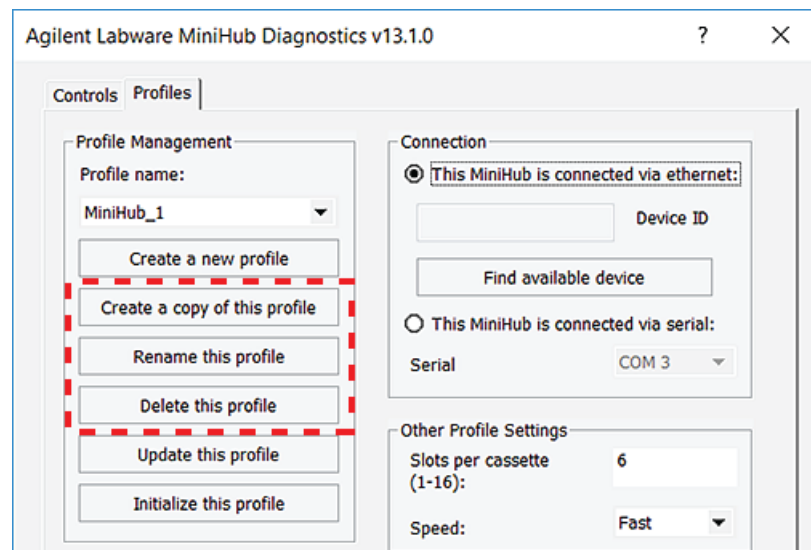 Agilent Labware MiniHub Diagnostics v13.1.0
?
Controls
Profiles
Profile Management
Profile name:
MiniHub_1
Create a new profile
Create a copy of this profile
Rename this profile
Delete this profile
Update this profile
Initialize this profile
Connection
This MiniHub is connected via ethernet:
Device ID
Find available device
This MiniHub is connected via serial:
Serial
COM 3
Other Profile Settings
Slots per cassette
(1-16):
6
Speed:
Fast